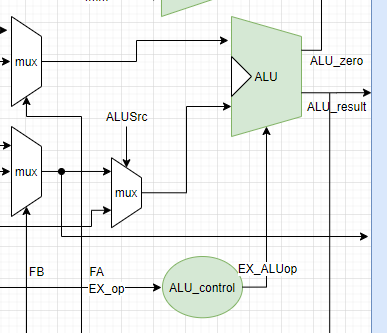 mux
ALU
ALU_zero
ALU_result
ALUSrc
mux
mux
FB
FA
EX_ALUop
EX_op
ALU_control